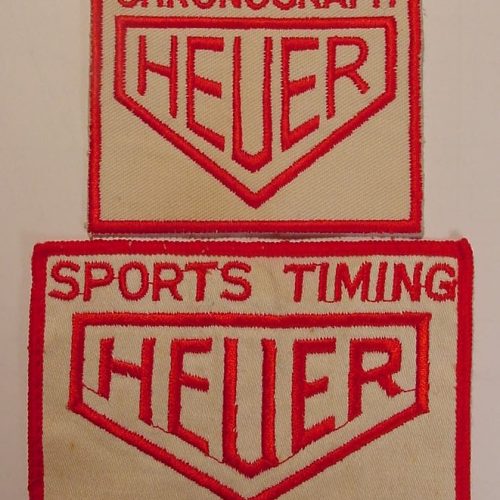 CHRONOGRAPH
HEUER
SPORTS TIMING
HEUER